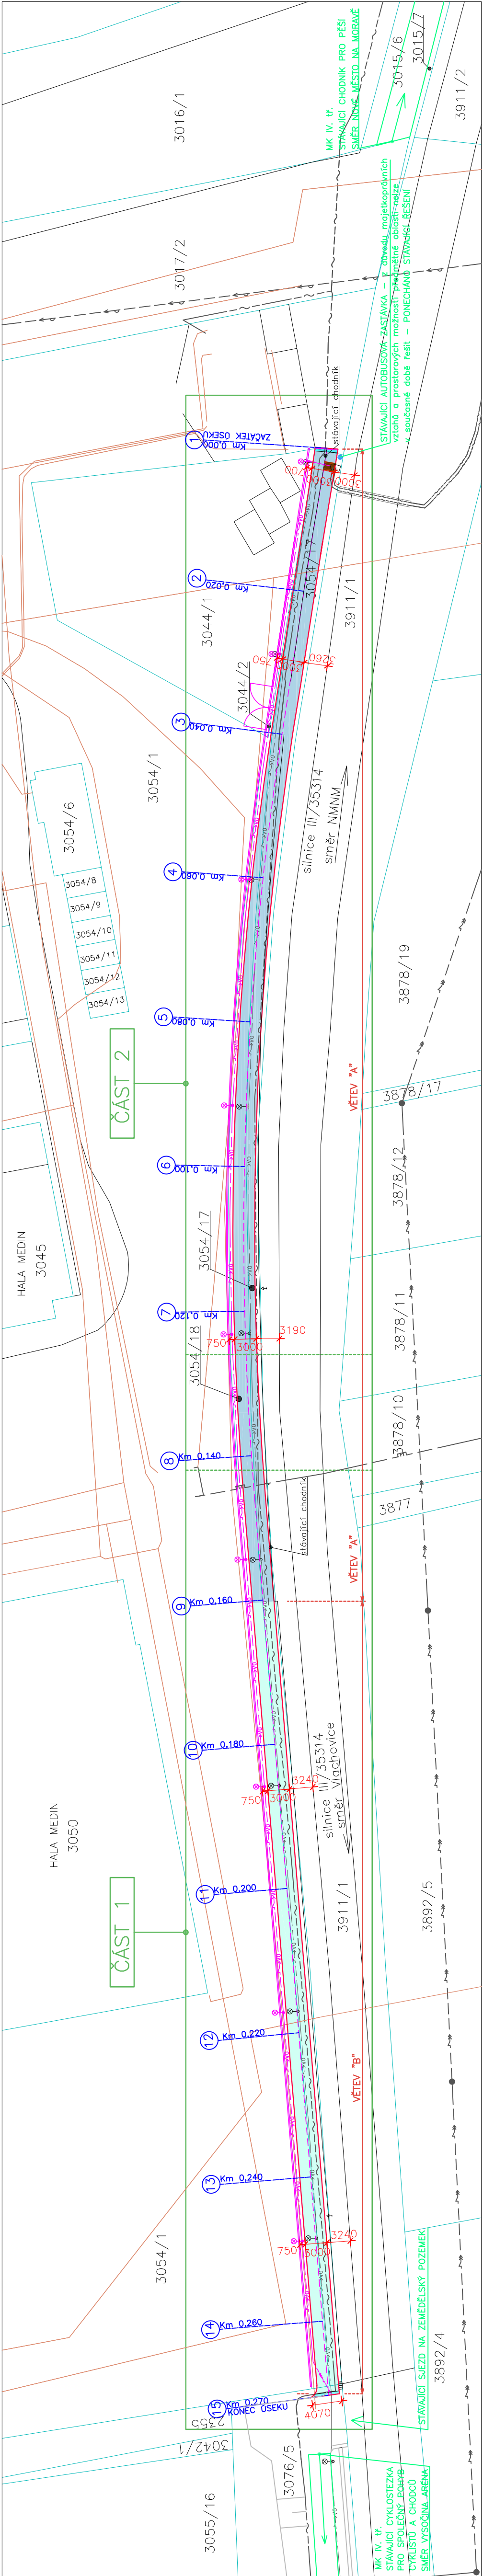 3016/1
MK IV. tř.
STÁVAJÍCÍ CHODNÍK PRO PĚŠÍ
SMĚR NOVÉ MĚSTO NA MORAVĚ
3015/6
3015/7
3911/2
3017/2
STÁVAJÍCÍ AUTOBUSOVÁ ZASTÁVKA – z důvodu majetkoprávních
vztahů a prostorových možností předmětné oblasti nelze
v současné době řešit – PONECHÁNO STÁVAJÍCÍ ŘEŠENÍ
stávající chodník
1
Km 0,000
ZAČÁTEK ÚSEKU
700
3000
3000
2
Km 0,020
3044/1
3054/17
3911/1
750
3000
3260
3044/2
3
Km 0,040
3054/1
silnice III/35314
směr NMNM
3054/6
3054/8
3054/9
3054/10
3054/11
3054/12
3054/13
4
Km 0,060
3878/19
5
Km 0,080
ČÁST 2
VĚTEV "A"
3878/17
6
Km 0,100
3878/12
HALA MEDIN
3045
3054/17
7
Km 0,120
3878/11
750
3000
3190
3054/18
8
Km 0,140
3878/10
3877
stávající chodník
VĚTEV "A"
9
Km 0,160
10
Km 0,180
silnice III/35314
směr Vlachovice
750
3000
3240
HALA MEDIN
3050
11
Km 0,200
3911/1
3892/5
ČÁST 1
12
Km 0,220
VĚTEV "B"
13
Km 0,240
3054/1
750
3000
3240
14
Km 0,260
STÁVAJÍCÍ SJEZD NA ZEMĚDĚLSKÝ POZEMEK
3892/4
15
Km 0,270
KONEC ÚSEKU
4070
2355
3042/1
3076/5
3055/16
MK IV. tř.
STÁVAJÍCÍ CYKLOSTEZKA
PRO SPOLEČNÝ POHYB
CYKLISTŮ A CHODCŮ
SMĚR VYSOČINA ARÉNA